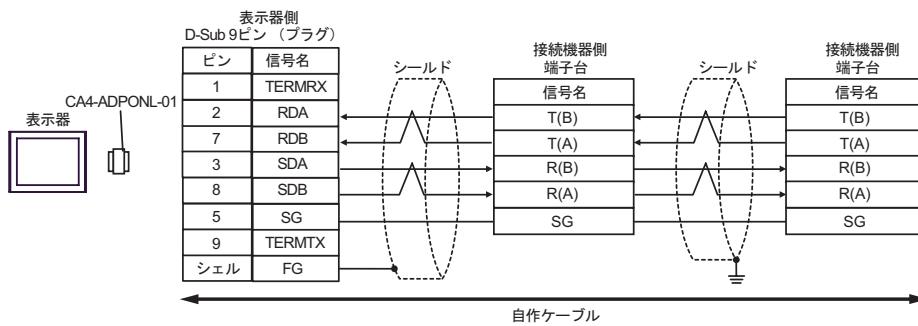 表示器側
D-Sub 9ピン （プラグ）
ピン 信号名
1 TERMRX
2 RDA
7 RDB
3 SDA
8 SDB
5 SG
9 TERMTX
シェル FG
CA4-ADPONL-01
表示器
シールド
接続機器側
端子台
信号名
T(B)
T(A)
R(B)
R(A)
SG
シールド
接続機器側
端子台
信号名
T(B)
T(A)
R(B)
R(A)
SG
自作ケーブル